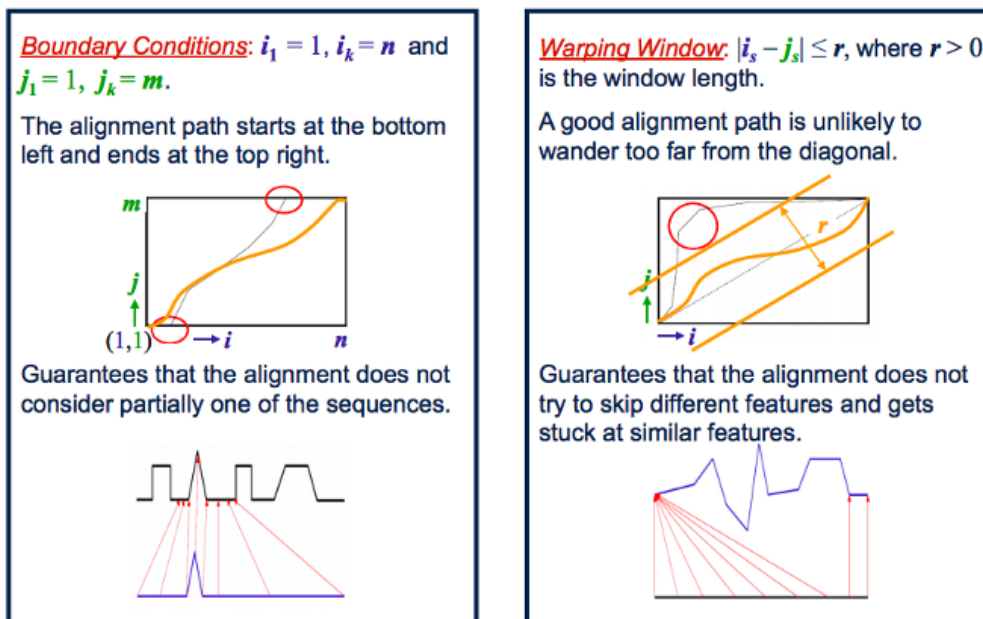 Boundary Conditions: i₁ = 1, iₖ = n and
j₁ = 1, jₖ = m.
The alignment path starts at the bottom
left and ends at the top right.
m
j
(1,1)
i
n
Guarantees that the alignment does not
consider partially one of the sequences.
Warping Window: |iₛ – jₛ| ≤ r, where r > 0
is the window length.
A good alignment path is unlikely to
wander too far from the diagonal.
r
j
i
Guarantees that the alignment does not
try to skip different features and gets
stuck at similar features.